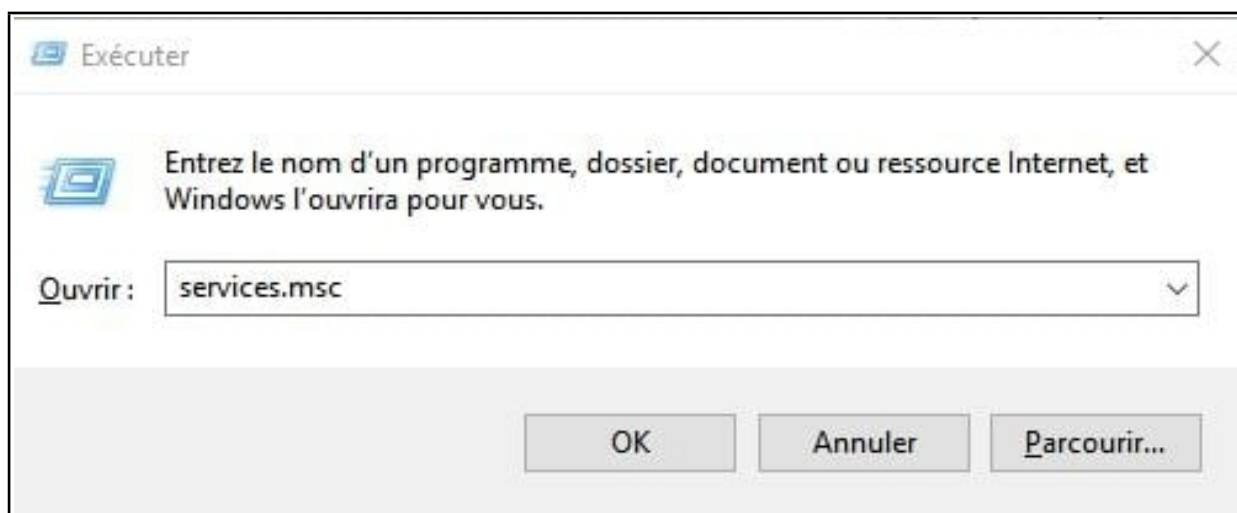 Exécuter
Entrez le nom d'un programme, dossier, document ou ressource Internet, et
Windows l'ouvrira pour vous.
Ouvrir :
services.msc
OK
Annuler
Parcourir...